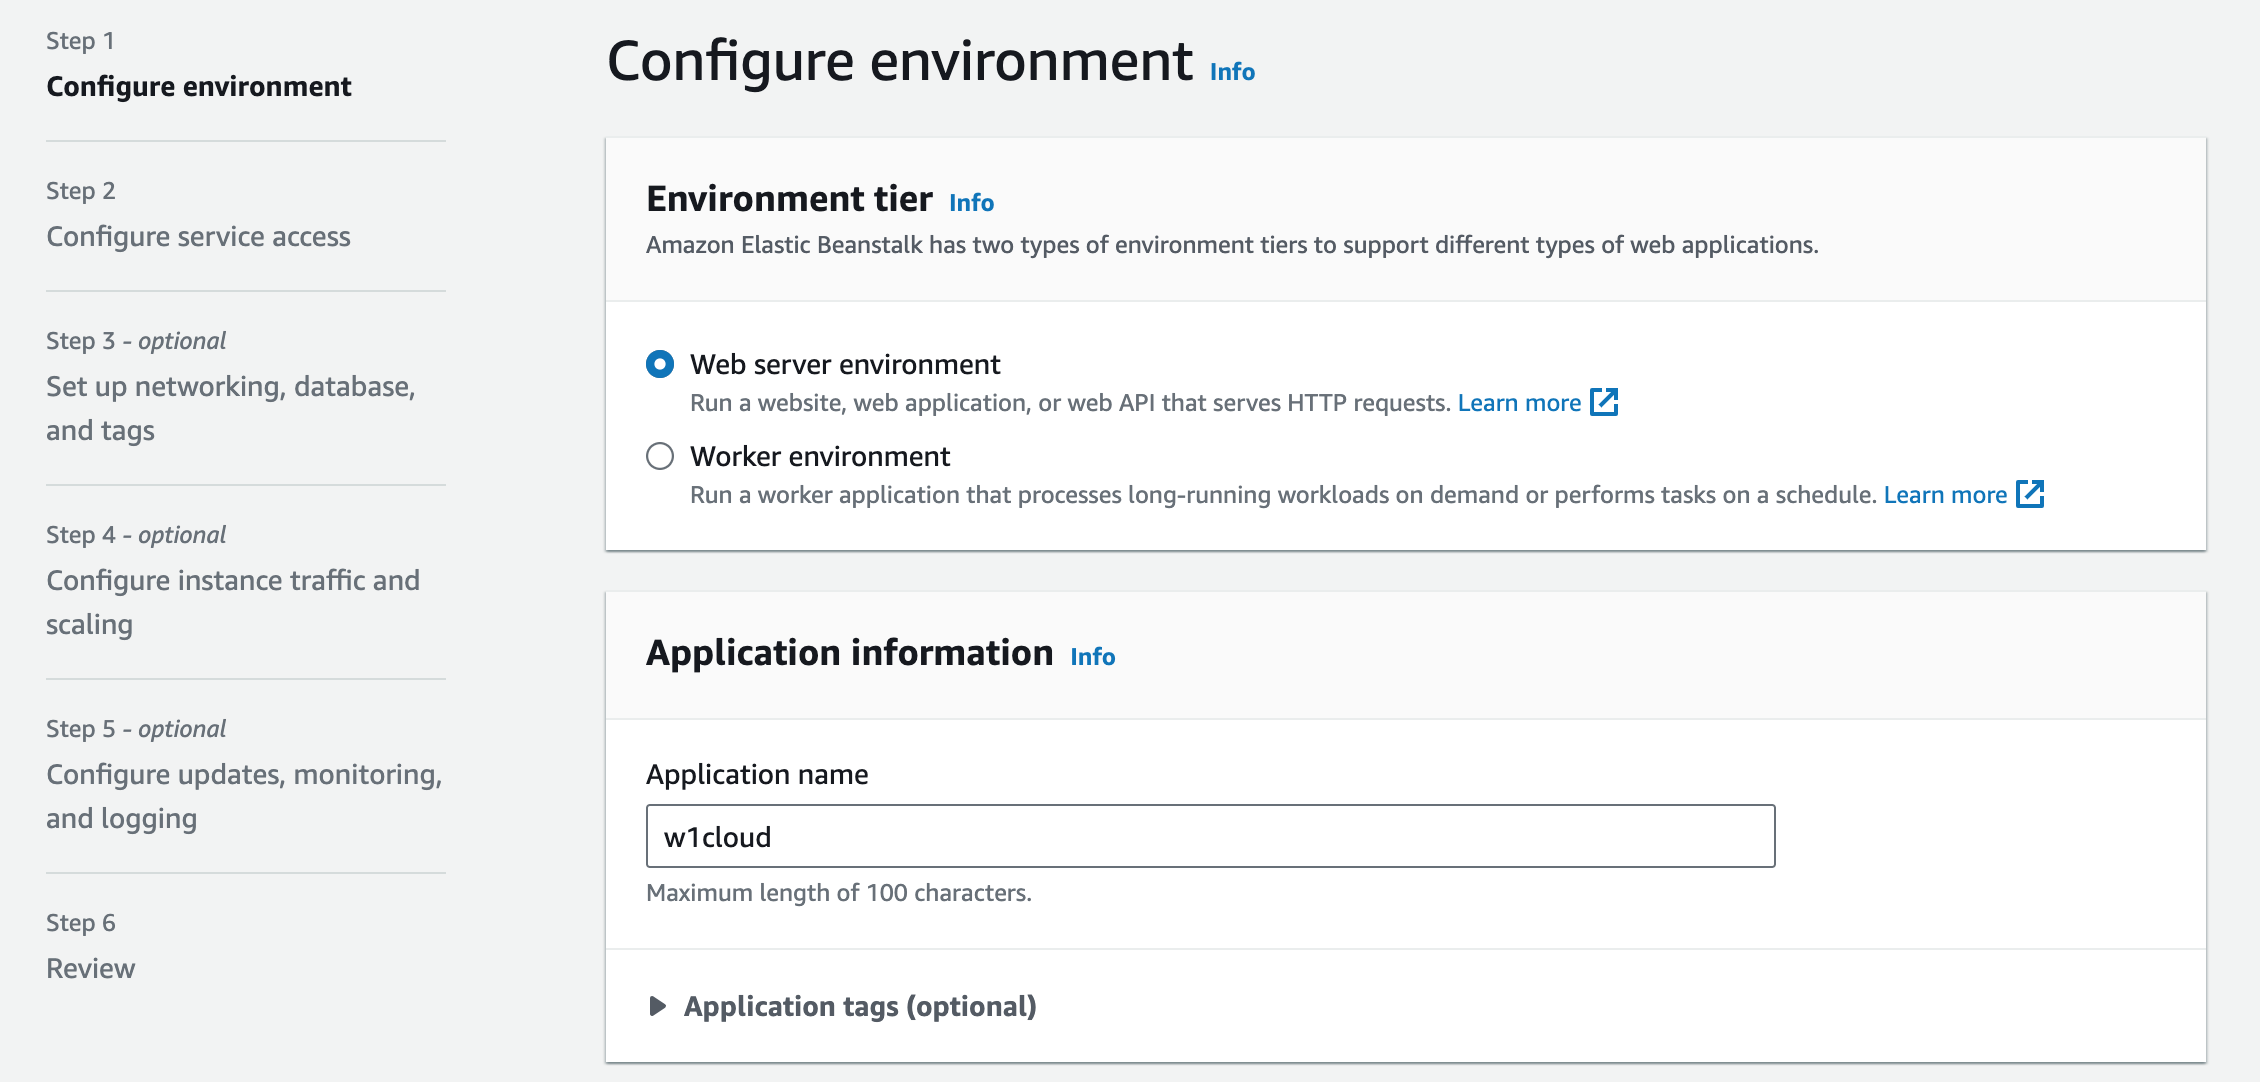 Step 1
Configure environment
Step 2
Configure service access
Step 3 - optional
Set up networking, database,
and tags
Step 4 - optional
Configure instance traffic and
scaling
Step 5 - optional
Configure updates, monitoring,
and logging
Step 6
Review
Configure environment Info
Environment tier Info
Amazon Elastic Beanstalk has two types of environment tiers to support different types of web applications.
Web server environment
Run a website, web application, or web API that serves HTTP requests. Learn more
Worker environment
Run a worker application that processes long-running workloads on demand or performs tasks on a schedule. Learn more
Application information Info
Application name
w1cloud
Maximum length of 100 characters.
Application tags (optional)